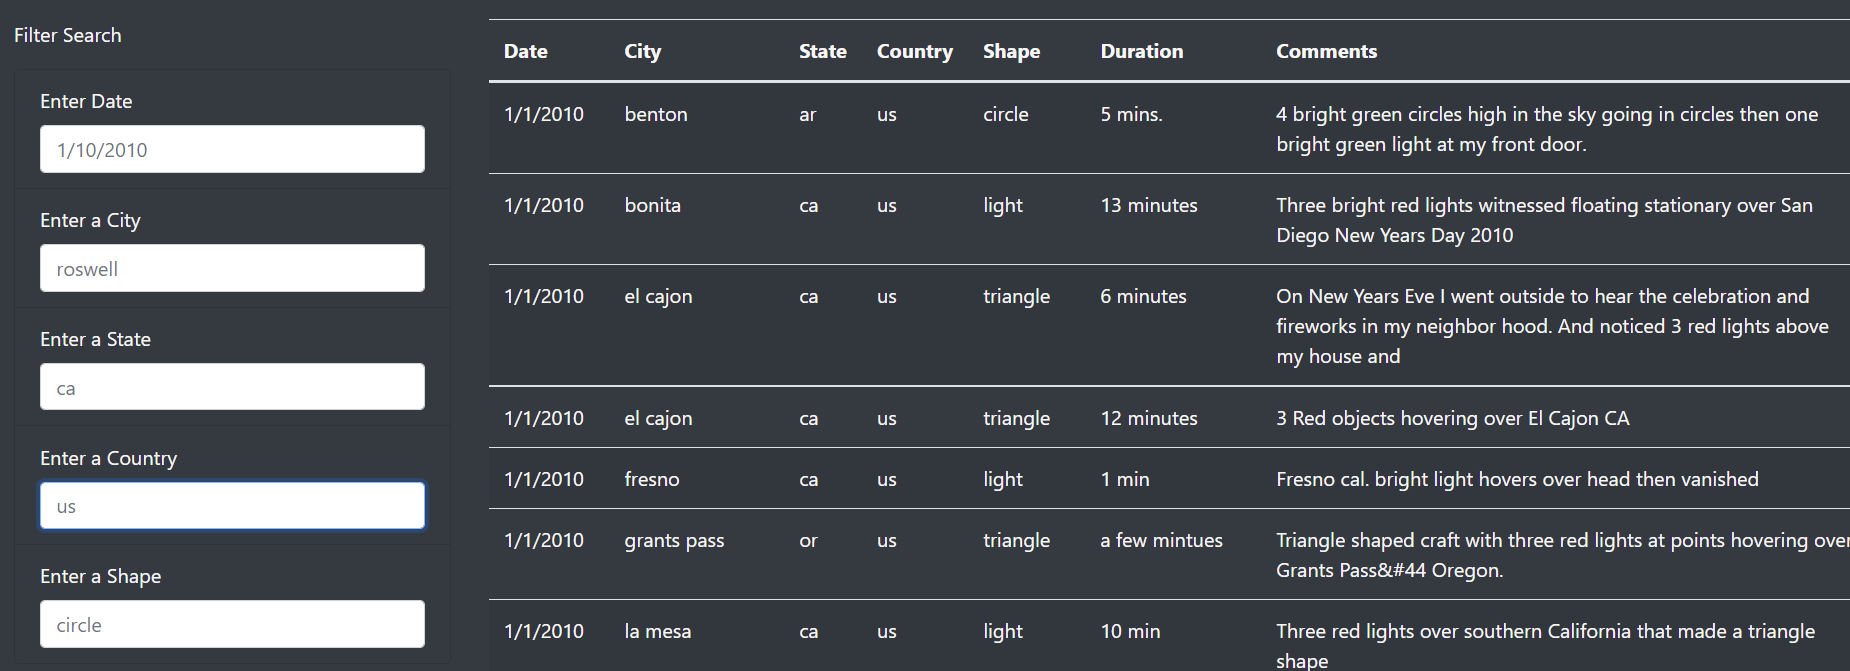 Filter Search
Enter Date
1/10/2010
Enter a City
roswell
Enter a State
ca
Enter a Country
us
Enter a Shape
circle
Date City State Country Shape Duration Comments
1/1/2010 benton ar us circle 5 mins. 4 bright green circles high in the sky going in circles then one
bright green light at my front door.
1/1/2010 bonita ca us light 13 minutes Three bright red lights witnessed floating stationary over San
Diego New Years Day 2010
1/1/2010 el cajon ca us triangle 6 minutes On New Years Eve I went outside to hear the celebration and
fireworks in my neighbor hood. And noticed 3 red lights above
my house and
1/1/2010 el cajon ca us triangle 12 minutes 3 Red objects hovering over El Cajon CA
1/1/2010 fresno ca us light 1 min Fresno cal. bright light hovers over head then vanished
1/1/2010 grants pass or us triangle a few mintues Triangle shaped craft with three red lights at points hovering over
Grants Pass&#44 Oregon.
1/1/2010 la mesa ca us light 10 min Three red lights over southern California that made a triangle
shape